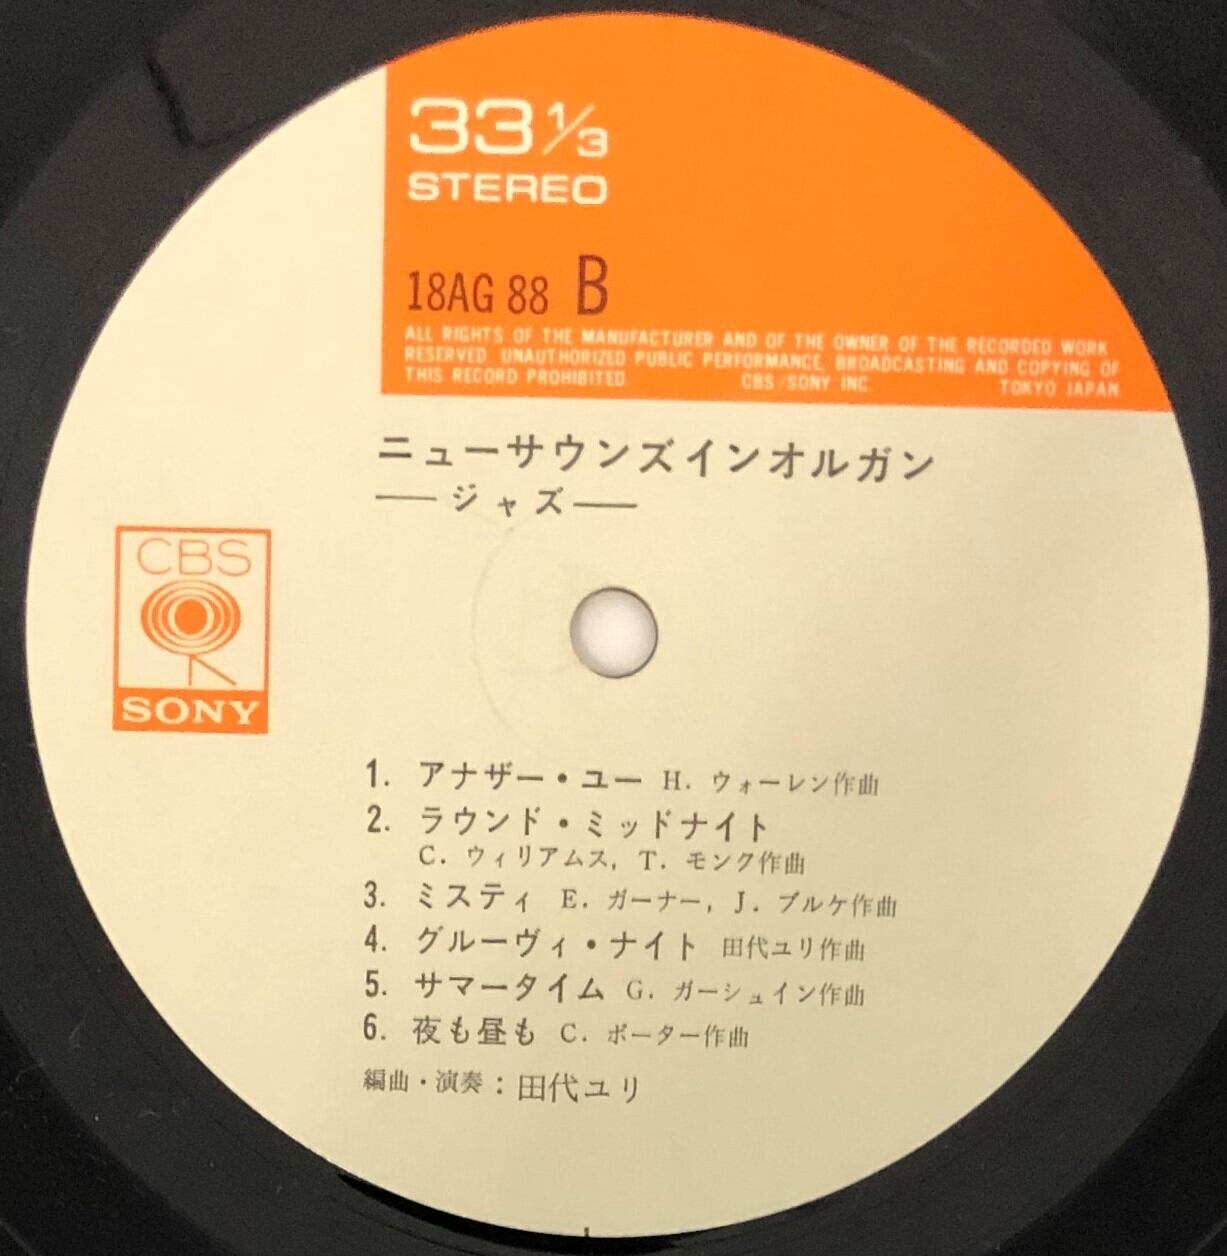 33 1/3
STEREO
18AG 88 B
ALL RIGHTS OF THE MANUFACTURER AND OF THE OWNER OF THE RECORDED WORK
RESERVED. UNAUTHORIZED PUBLIC PERFORMANCE, BROADCASTING AND COPYING OF
THIS RECORD PROHIBITED. CBS/SONY INC. TOKYO JAPAN
ニューサウンズインオルガン
——ジャズ——
CBS
SONY
1. アナザー・ユー H. ウォーレン作曲
2. ラウンド・ミッドナイト
C. ウィリアムス, T. モンク作曲
3. ミスティ E. ガーナー, J. ブルケ作曲
4. グルーヴィ・ナイト 田代ユリ作曲
5. サマータイム G. ガーシュイン作曲
6. 夜も昼も C. ポーター作曲
編曲・演奏：田代ユリ